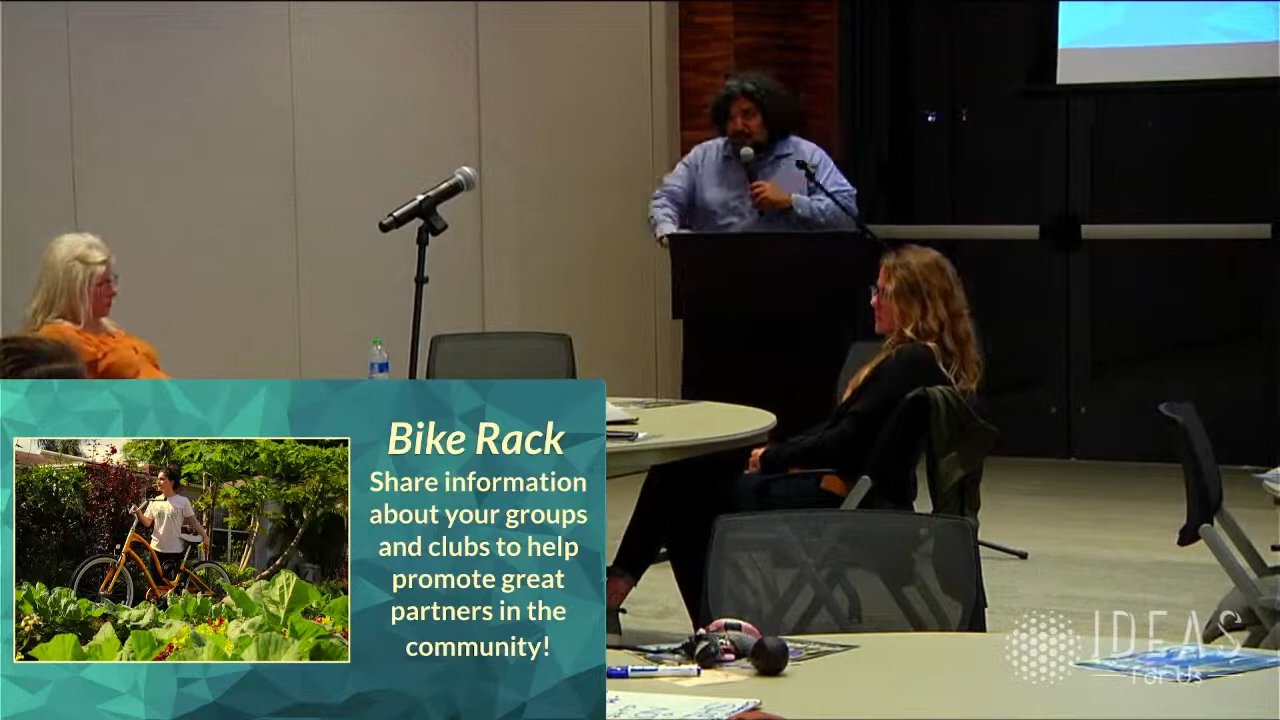 Bike Rack
Share information
about your groups
and clubs to help
promote great
partners in the
community!
IDEAS
For Us